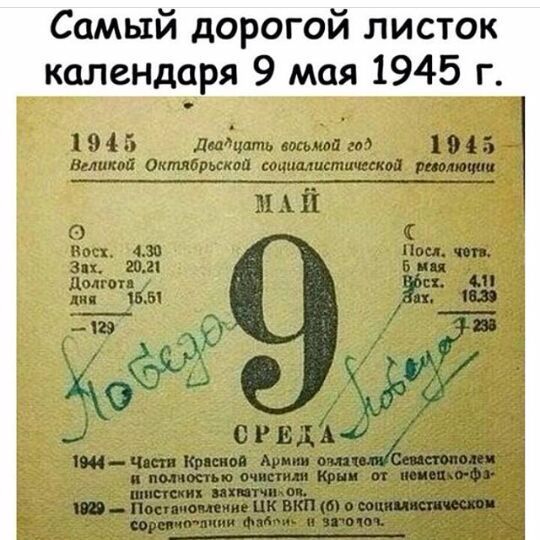 Самый дорогой листок
календаря 9 мая 1945 г.
1945 Двадцать восьмой год 1945
Великой Октябрьской социалистической революции
МАЙ
Восх. 4.30
Зах. 20.21
Долгота
дня 15.51
— 129
9
Посл. четв.
5 мая
Восх. 4.11
Зах. 16.39
+ 236
Победа
Победа
СРЕДА
1944 — Части Красной Армии овладели Севастополем
и полностью очистили Крым от немецко-фа-
шистских захватчиков.
1929 — Постановление ЦК ВКП (б) о социалистическом
соревновании фабрик и заводов.